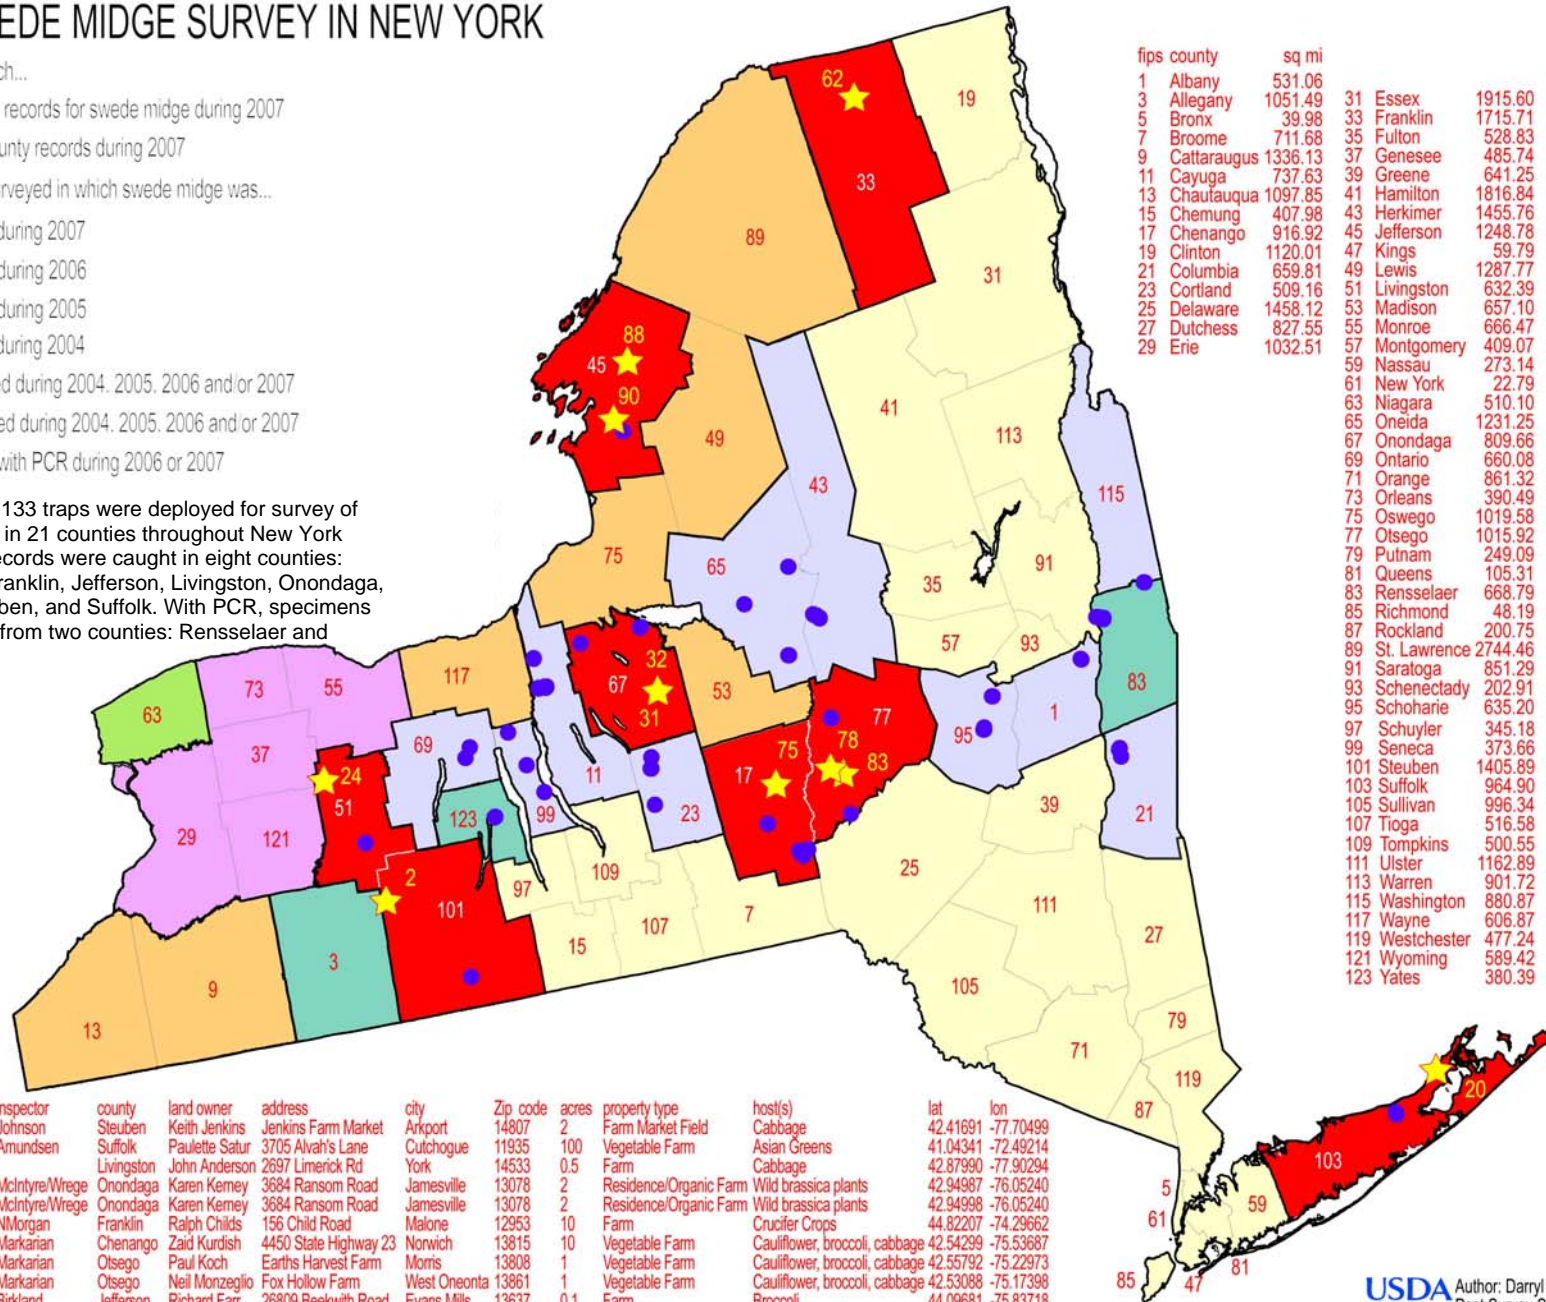 EDE MIDGE SURVEY IN NEW YORK
ch...
records for swede midge during 2007
unty records during 2007
rveyed in which swede midge was...
during 2007
during 2006
during 2005
during 2004
ed during 2004. 2005. 2006 and/or 2007
ed during 2004. 2005. 2006 and/or 2007
with PCR during 2006 or 2007
133 traps were deployed for survey of
in 21 counties throughout New York
ecords were caught in eight counties:
ranklin, Jefferson, Livingston, Onondaga,
ben, and Suffolk. With PCR, specimens
from two counties: Rensselaer and
fips county sq mi
1 Albany 531.06
3 Allegany 1051.49
5 Bronx 39.98
7 Broome 711.68
9 Cattaraugus 1336.13
11 Cayuga 737.63
13 Chautauqua 1097.85
15 Chemung 407.98
17 Chenango 916.92
19 Clinton 1120.01
21 Columbia 659.81
23 Cortland 509.16
25 Delaware 1458.12
27 Dutchess 827.55
29 Erie 1032.51
31 Essex 1915.60
33 Franklin 1715.71
35 Fulton 528.83
37 Genesee 485.74
39 Greene 641.25
41 Hamilton 1816.84
43 Herkimer 1455.76
45 Jefferson 1248.78
47 Kings 59.79
49 Lewis 1287.77
51 Livingston 632.39
53 Madison 657.10
55 Monroe 666.47
57 Montgomery 409.07
59 Nassau 273.14
61 New York 22.79
63 Niagara 510.10
65 Oneida 1231.25
67 Onondaga 809.66
69 Ontario 660.08
71 Orange 861.32
73 Orleans 390.49
75 Oswego 1019.58
77 Otsego 1015.92
79 Putnam 249.09
81 Queens 105.31
83 Rensselaer 668.79
85 Richmond 48.19
87 Rockland 200.75
89 St. Lawrence 2744.46
91 Saratoga 851.29
93 Schenectady 202.91
95 Schoharie 635.20
97 Schuyler 345.18
99 Seneca 373.66
101 Steuben 1405.89
103 Suffolk 964.90
105 Sullivan 996.34
107 Tioga 516.58
109 Tompkins 500.55
111 Ulster 1162.89
113 Warren 901.72
115 Washington 880.87
117 Wayne 606.87
119 Westchester 477.24
121 Wyoming 589.42
123 Yates 380.39
62
19
33
89
31
88
45
90
41
49
113
43
115
75
65
35
91
57
93
32
67
31
53
117
73
55
63
83
1
77
95
69
37
75
78
83
17
24
51
11
39
23
21
123
99
29
121
109
25
97
2
101
111
7
107
27
15
3
9
105
13
79
71
119
87
20
103
5
59
61
81
85
47
nspector county land owner address city Zip code acres property type host(s) lat lon
Johnson Steuben Keith Jenkins Jenkins Farm Market Arkport 14807 2 Farm Market Field Cabbage 42.41691 -77.70499
Amundsen Suffolk Paulette Satur 3705 Alvah's Lane Cutchogue 11935 100 Vegetable Farm Asian Greens 41.04341 -72.49214
Livingston John Anderson 2697 Limerick Rd York 14533 0.5 Farm Cabbage 42.87990 -77.90294
McIntyre/Wrege Onondaga Karen Kerney 3684 Ransom Road Jamesville 13078 2 Residence/Organic Farm Wild brassica plants 42.94987 -76.05240
McIntyre/Wrege Onondaga Karen Kerney 3684 Ransom Road Jamesville 13078 2 Residence/Organic Farm Wild brassica plants 42.94998 -76.05240
NMorgan Franklin Ralph Childs 156 Child Road Malone 12953 10 Farm Crucifer Crops 44.82207 -74.29662
Markarian Chenango Zaid Kurdish 4450 State Highway 23 Norwich 13815 10 Vegetable Farm Cauliflower, broccoli, cabbage 42.54299 -75.53687
Markarian Otsego Paul Koch Earths Harvest Farm Morris 13808 1 Vegetable Farm Cauliflower, broccoli, cabbage 42.55792 -75.22973
Markarian Otsego Neil Monzeglio Fox Hollow Farm West Oneonta 13861 1 Vegetable Farm Cauliflower, broccoli, cabbage 42.53088 -75.17398
Birkland Jefferson Richard Farr 26809 Beekwith Road Evans Mills 13637 0.1 Farm Broccoli 44.09681 -75.83718
USDA Author: Darryl